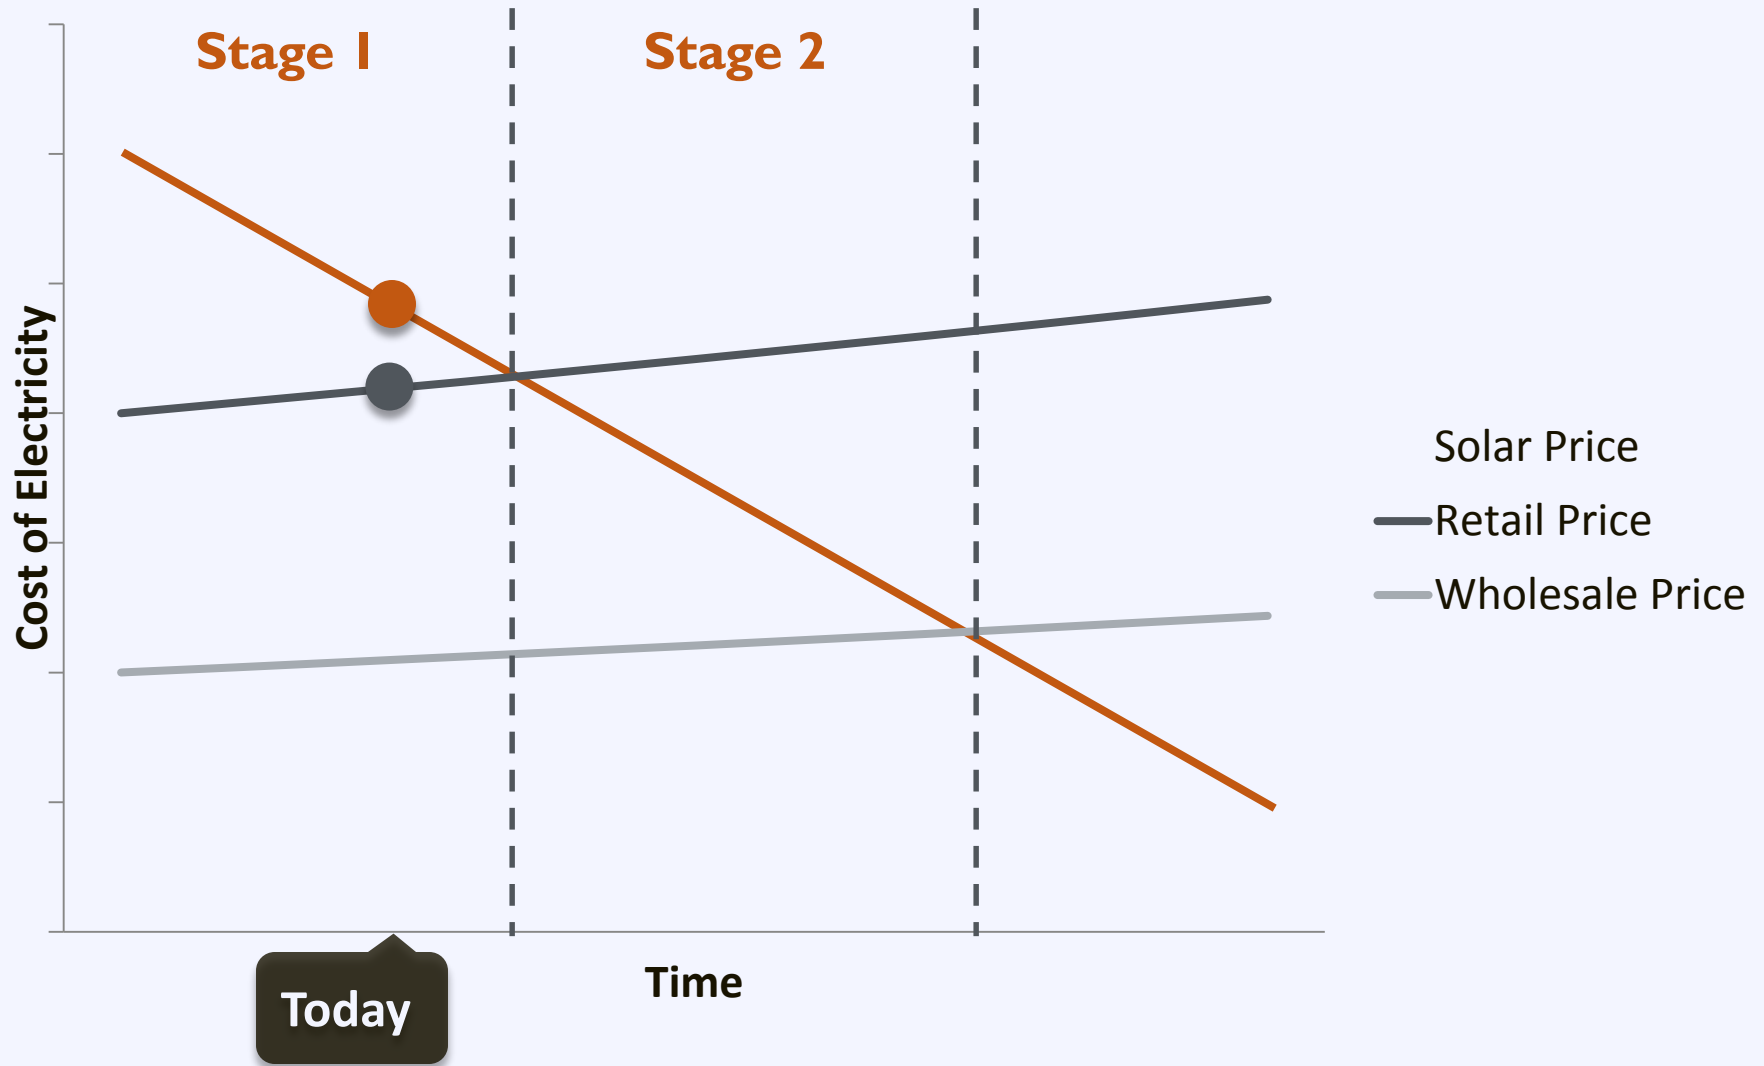 Stage 1
Stage 2
Cost of Electricity
Solar Price
Retail Price
Wholesale Price
Time
Today